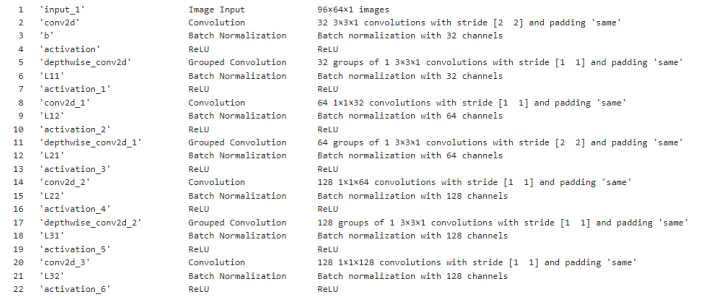 1 'input_1' Image Input 96×64×1 images
2 'conv2d' Convolution 32 3×3×1 convolutions with stride [2 2] and padding 'same'
3 'b' Batch Normalization Batch normalization with 32 channels
4 'activation' ReLU ReLU
5 'depthwise_conv2d' Grouped Convolution 32 groups of 1 3×3×1 convolutions with stride [1 1] and padding 'same'
6 'L11' Batch Normalization Batch normalization with 32 channels
7 'activation_1' ReLU ReLU
8 'conv2d_1' Convolution 64 1×1×32 convolutions with stride [1 1] and padding 'same'
9 'L12' Batch Normalization Batch normalization with 64 channels
10 'activation_2' ReLU ReLU
11 'depthwise_conv2d_1' Grouped Convolution 64 groups of 1 3×3×1 convolutions with stride [2 2] and padding 'same'
12 'L21' Batch Normalization Batch normalization with 64 channels
13 'activation_3' ReLU ReLU
14 'conv2d_2' Convolution 128 1×1×64 convolutions with stride [1 1] and padding 'same'
15 'L22' Batch Normalization Batch normalization with 128 channels
16 'activation_4' ReLU ReLU
17 'depthwise_conv2d_2' Grouped Convolution 128 groups of 1 3×3×1 convolutions with stride [1 1] and padding 'same'
18 'L31' Batch Normalization Batch normalization with 128 channels
19 'activation_5' ReLU ReLU
20 'conv2d_3' Convolution 128 1×1×128 convolutions with stride [1 1] and padding 'same'
21 'L32' Batch Normalization Batch normalization with 128 channels
22 'activation_6' ReLU ReLU